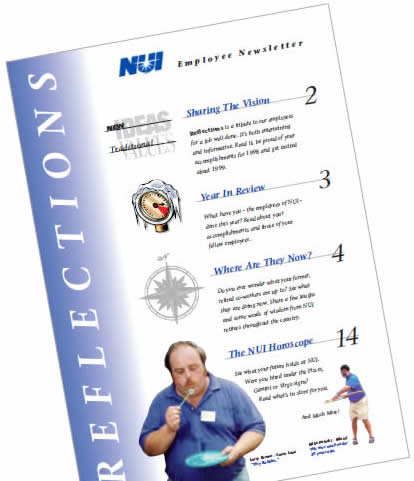 REFLECTIONS
NUI
Employee Newsletter
NEW
IDEAS
Traditional
VALUES
Sharing The Vision 2
Reflections is a tribute to our employees
for a job well done. It's both entertaining
and informative. Read it, be proud of your
accomplishments for 1998 and get excited
about 1999.
Year In Review 3
What have you - the employees of NUI -
done this year? Read about your
accomplishments and those of your
fellow employees.
Where Are They Now? 4
Do you ever wonder what your former,
retired co-workers are up to? See what
they are doing now. Share a few laughs
and some words of wisdom from NUI
retirees throughout the country.
The NUI Horoscope 14
See what your future holds at NUI.
Were you hired under the Pisces,
Gemini or Virgo signs?
Read what's in store for you.
And Much More!